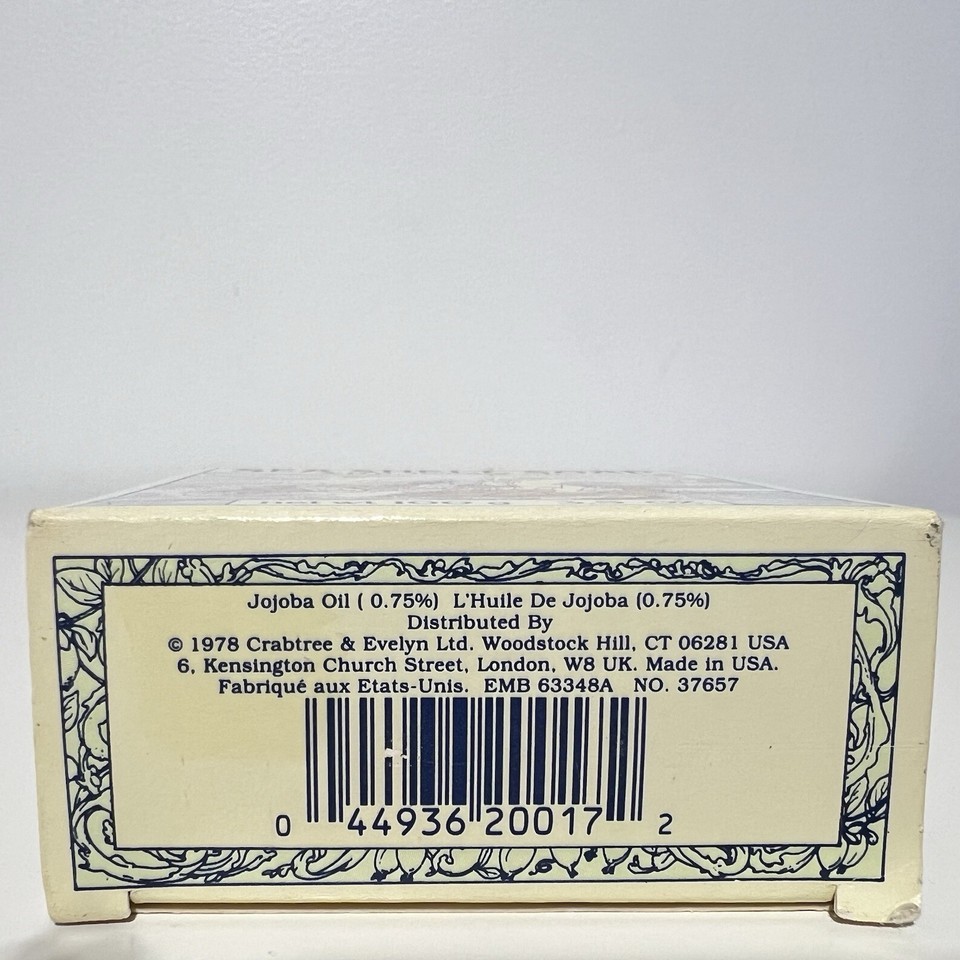 Jojoba Oil ( 0.75%) L'Huile De Jojoba (0.75%)
Distributed By
© 1978 Crabtree & Evelyn Ltd. Woodstock Hill, CT 06281 USA
6, Kensington Church Street, London, W8 UK. Made in USA.
Fabriqué aux Etats-Unis. EMB 63348A NO. 37657
0 44936 20017 2